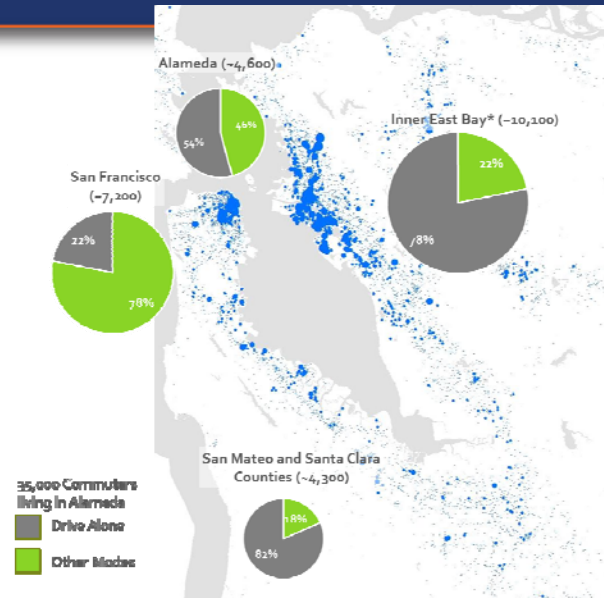 Alameda (~4,600)
46%
54%
Inner East Bay* (~10,100)
22%
78%
San Francisco
(~7,200)
22%
78%
San Mateo and Santa Clara
Counties (~4,300)
18%
82%
35,000 Commuters
living in Alameda
Drive Alone
Other Modes